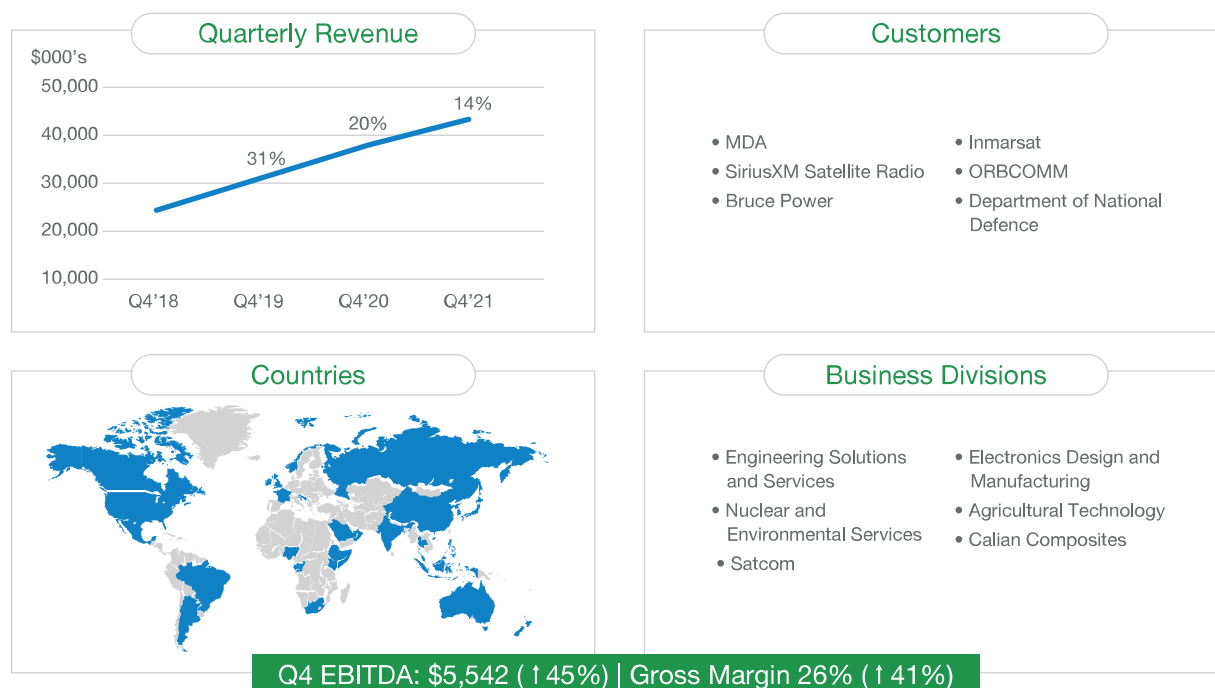 Quarterly Revenue
$000’s
50,000
40,000
30,000
20,000
10,000
31%
20%
14%
Q4’18
Q4’19
Q4’20
Q4’21
Customers
• MDA
• SiriusXM Satellite Radio
• Bruce Power
• Inmarsat
• ORBCOMM
• Department of National
Defence
Countries
Business Divisions
• Engineering Solutions
and Services
• Nuclear and
Environmental Services
• Satcom
• Electronics Design and
Manufacturing
• Agricultural Technology
• Calian Composites
Q4 EBITDA: $5,542 (↑45%) | Gross Margin 26% (↑41%)